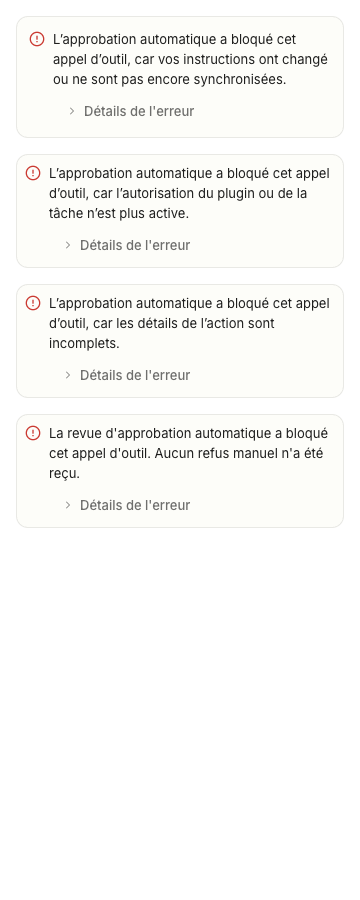 L’approbation automatique a bloqué cet
appel d’outil, car vos instructions ont changé
ou ne sont pas encore synchronisées.
Détails de l'erreur
L’approbation automatique a bloqué cet appel
d’outil, car l’autorisation du plugin ou de la
tâche n’est plus active.
Détails de l'erreur
L’approbation automatique a bloqué cet appel
d’outil, car les détails de l’action sont
incomplets.
Détails de l'erreur
La revue d'approbation automatique a bloqué
cet appel d'outil. Aucun refus manuel n'a été
reçu.
Détails de l'erreur